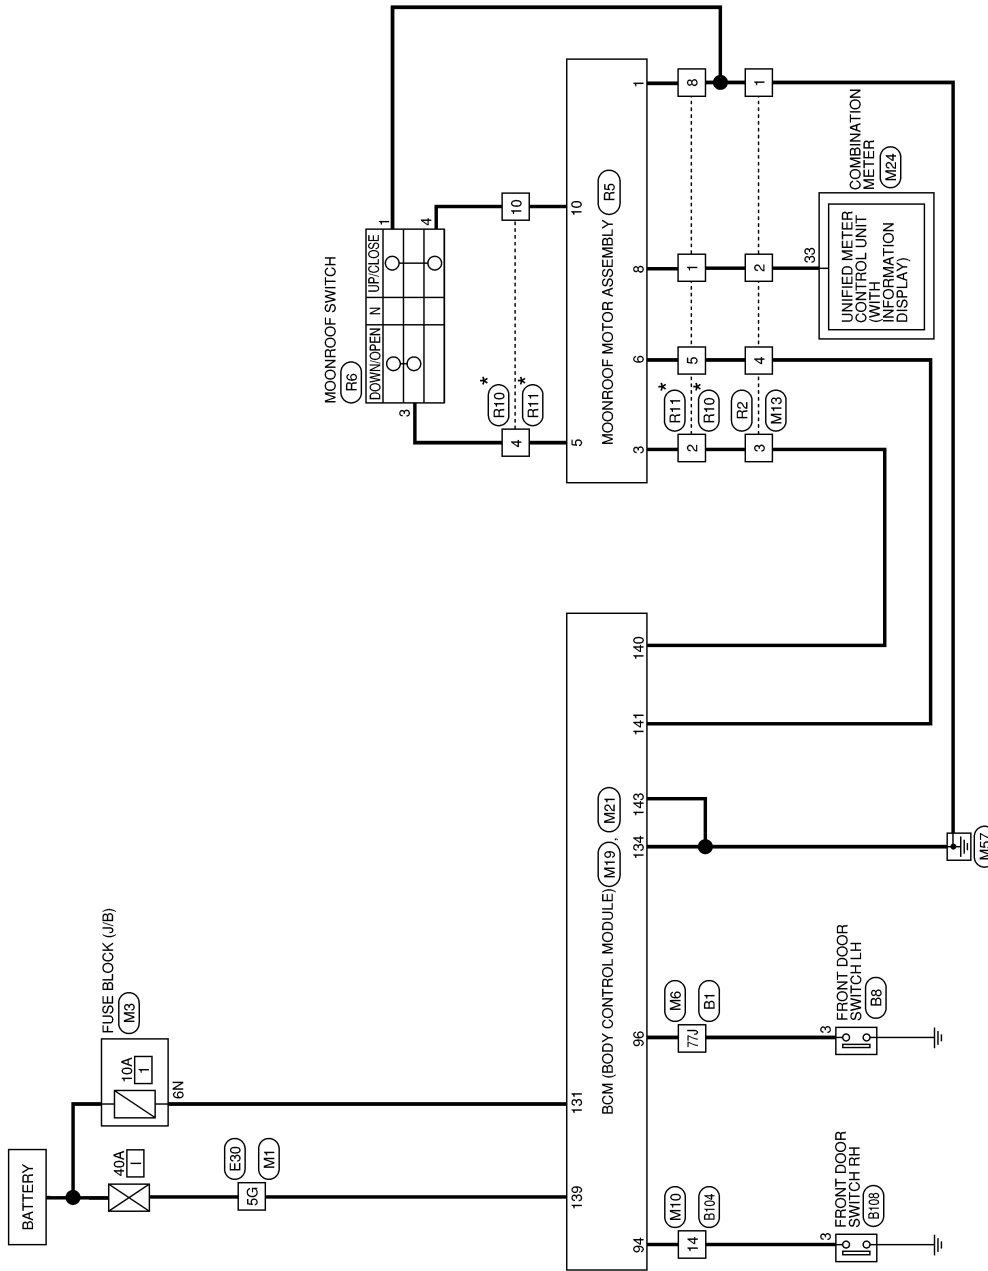 BATTERY
40A
I
E30
5G
M1
139
FUSE BLOCK (J/B)
M3
10A
1
6N
131
BCM (BODY CONTROL MODULE) M19 , M21
94
96
134
143
141
140
M10
14
B104
3
FRONT DOOR
SWITCH RH
B108
M6
77J
B1
3
FRONT DOOR
SWITCH LH
B8
M57
MOONROOF SWITCH
R6
DOWN/OPEN
N
UP/CLOSE
1
4
3
R10 *
R11 *
4
10
5
10
MOONROOF MOTOR ASSEMBLY R5
3
6
8
1
R11 *
R10 *
2
5
1
8
R2
M13
3
4
2
1
33
UNIFIED METER
CONTROL UNIT
(WITH
INFORMATION
DISPLAY)
COMBINATION
METER
M24